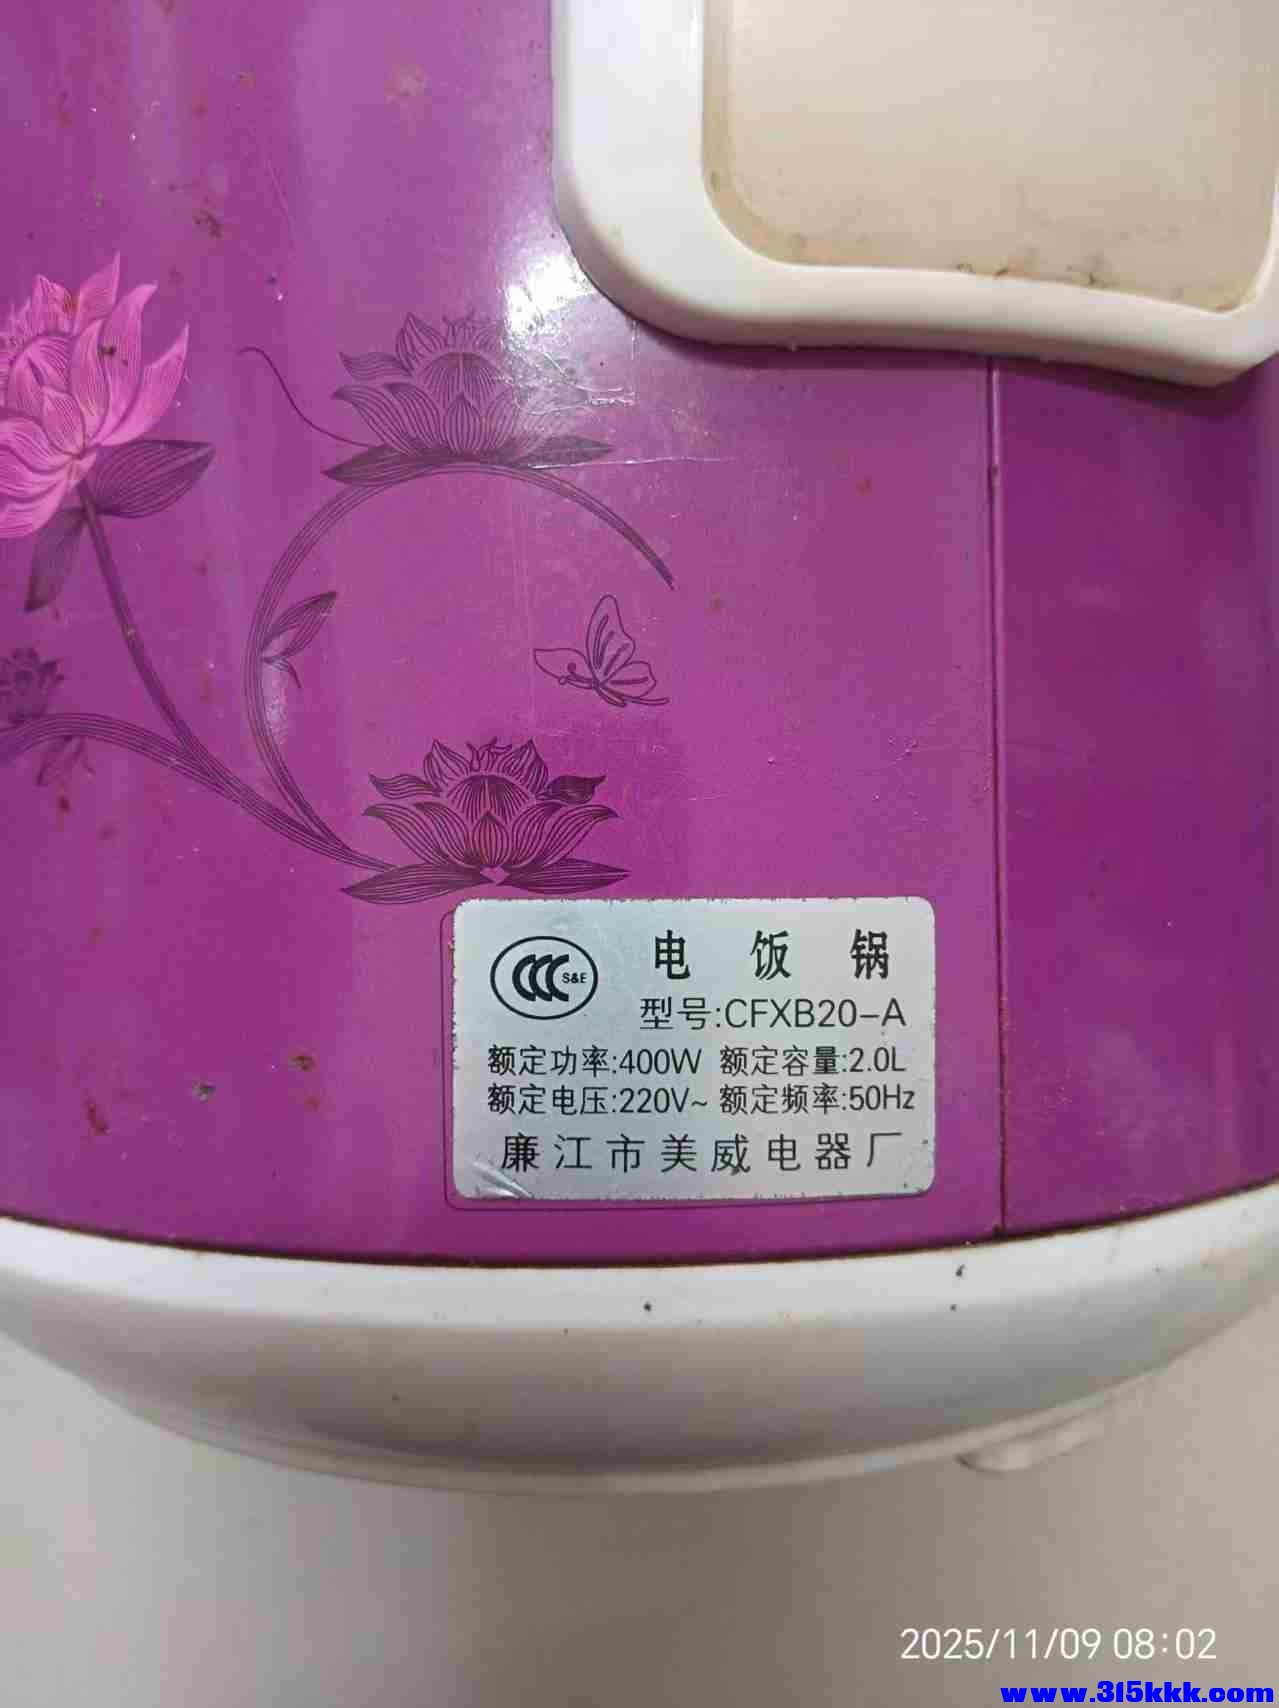 CCC S&E
电饭锅
型号:CFXB20-A
额定功率:400W 额定容量:2.0L
额定电压:220V~ 额定频率:50Hz
廉江市美威电器厂
2025/11/09 08:02
www.315kkk.com